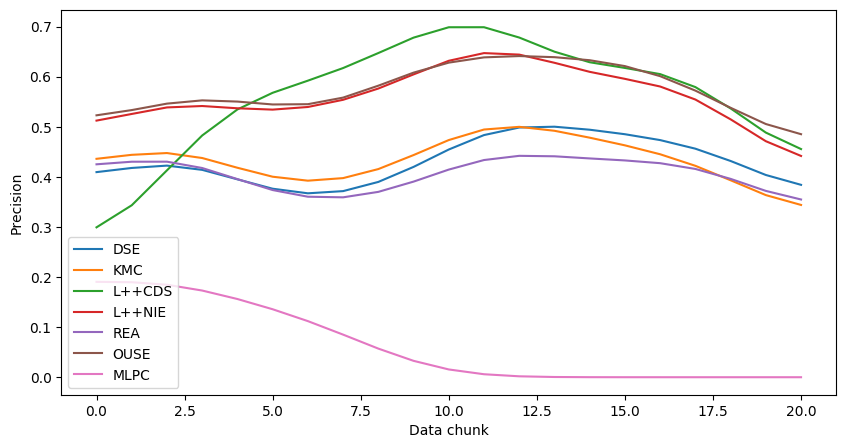 0.7
0.6
0.5
0.4
0.3
0.2
0.1
0.0
Precision
DSE
KMC
L++CDS
L++NIE
REA
OUSE
MLPC
0.0 2.5 5.0 7.5 10.0 12.5 15.0 17.5 20.0
Data chunk